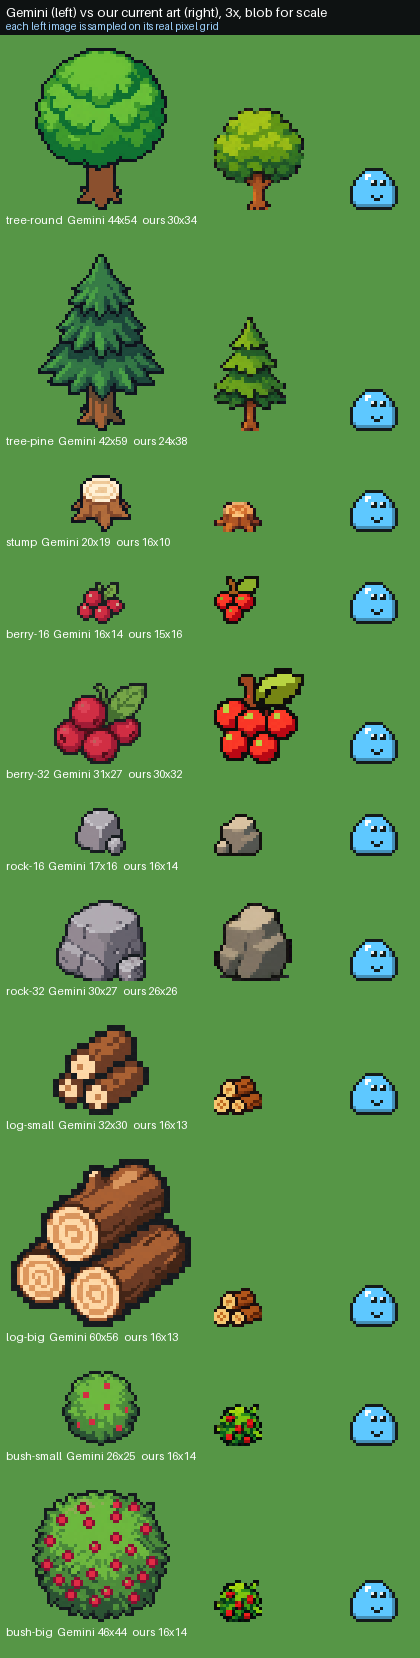 Gemini (left) vs our current art (right), 3x, blob for scale
each left image is sampled on its real pixel grid
tree-round Gemini 44x54 ours 30x34
tree-pine Gemini 42x59 ours 24x38
stump Gemini 20x19 ours 16x10
berry-16 Gemini 16x14 ours 15x16
berry-32 Gemini 31x27 ours 30x32
rock-16 Gemini 17x16 ours 16x14
rock-32 Gemini 30x27 ours 26x26
log-small Gemini 32x30 ours 16x13
log-big Gemini 60x56 ours 16x13
bush-small Gemini 26x25 ours 16x14
bush-big Gemini 46x44 ours 16x14